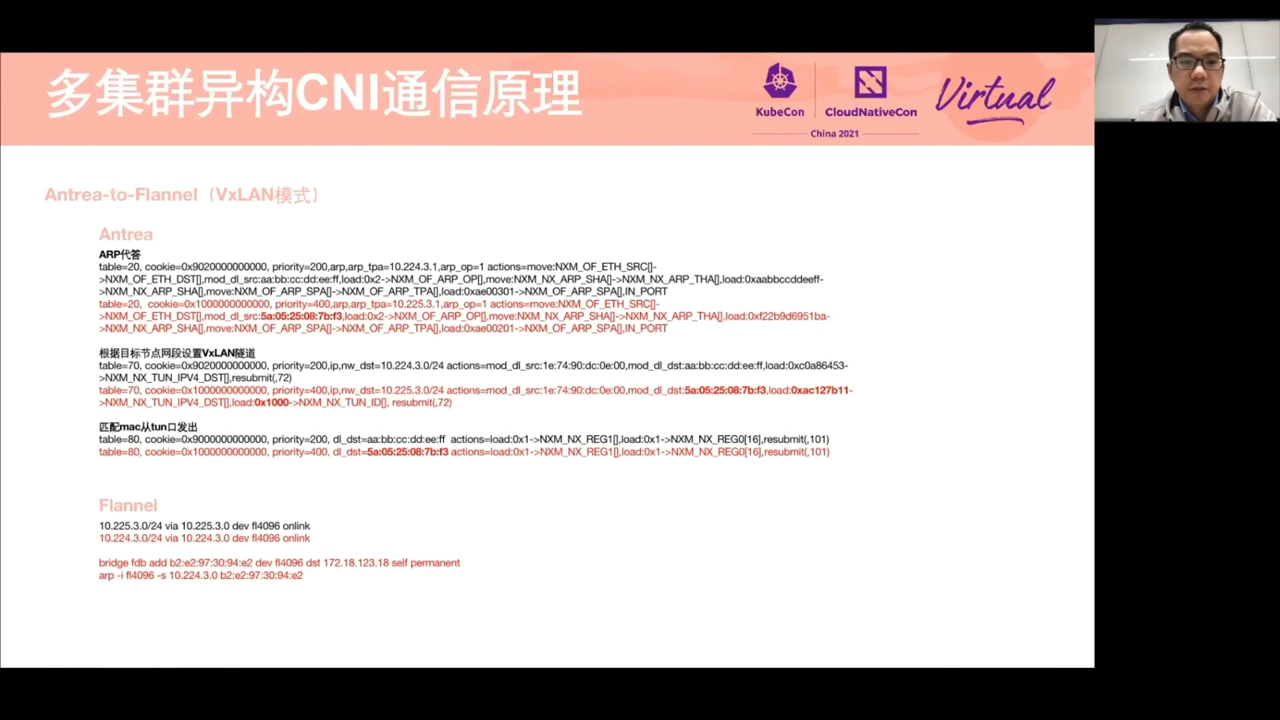 多集群异构CNI通信原理
KubeCon
CloudNativeCon
Virtual
China 2021
Antrea-to-Flannel（VxLAN模式）
Antrea
ARP代答
table=20, cookie=0x9020000000000, priority=200,arp,arp_tpa=10.224.3.1,arp_op=1 actions=move:NXM_OF_ETH_SRC[]-
>NXM_OF_ETH_DST[],mod_dl_src:aa:bb:cc:dd:ee:ff,load:0x2->NXM_OF_ARP_OP[],move:NXM_NX_ARP_SHA[]->NXM_NX_ARP_THA[],load:0xaabbccddeeff-
>NXM_NX_ARP_SHA[],move:NXM_OF_ARP_SPA[]->NXM_OF_ARP_TPA[],load:0xae00301->NXM_OF_ARP_SPA[],IN_PORT
table=20, cookie=0x1000000000000, priority=400,arp,arp_tpa=10.225.3.1,arp_op=1 actions=move:NXM_OF_ETH_SRC[]-
>NXM_OF_ETH_DST[],mod_dl_src:5a:05:25:08:7b:f3,load:0x2->NXM_OF_ARP_OP[],move:NXM_NX_ARP_SHA[]->NXM_NX_ARP_THA[],load:0xf22b9d6951ba-
>NXM_NX_ARP_SHA[],move:NXM_OF_ARP_SPA[]->NXM_OF_ARP_TPA[],load:0xae00201->NXM_OF_ARP_SPA[],IN_PORT
根据目标节点网段设置VxLAN隧道
table=70, cookie=0x9020000000000, priority=200,ip,nw_dst=10.224.3.0/24 actions=mod_dl_src:1e:74:90:dc:0e:00,mod_dl_dst:aa:bb:cc:dd:ee:ff,load:0xc0a86453-
>NXM_NX_TUN_IPV4_DST[],resubmit(,72)
table=70, cookie=0x1000000000000, priority=400,ip,nw_dst=10.225.3.0/24 actions=mod_dl_src:1e:74:90:dc:0e:00,mod_dl_dst:5a:05:25:08:7b:f3,load:0xac127b11-
>NXM_NX_TUN_IPV4_DST[],load:0x1000->NXM_NX_TUN_ID[], resubmit(,72)
匹配mac从tun口发出
table=80, cookie=0x9000000000000, priority=200, dl_dst=aa:bb:cc:dd:ee:ff actions=load:0x1->NXM_NX_REG1[],load:0x1->NXM_NX_REG0[16],resubmit(,101)
table=80, cookie=0x1000000000000, priority=400, dl_dst=5a:05:25:08:7b:f3 actions=load:0x1->NXM_NX_REG1[],load:0x1->NXM_NX_REG0[16],resubmit(,101)
Flannel
10.225.3.0/24 via 10.225.3.0 dev fl4096 onlink
10.224.3.0/24 via 10.224.3.0 dev fl4096 onlink
bridge fdb add b2:e2:97:30:94:e2 dev fl4096 dst 172.18.123.18 self permanent
arp -i fl4096 -s 10.224.3.0 b2:e2:97:30:94:e2